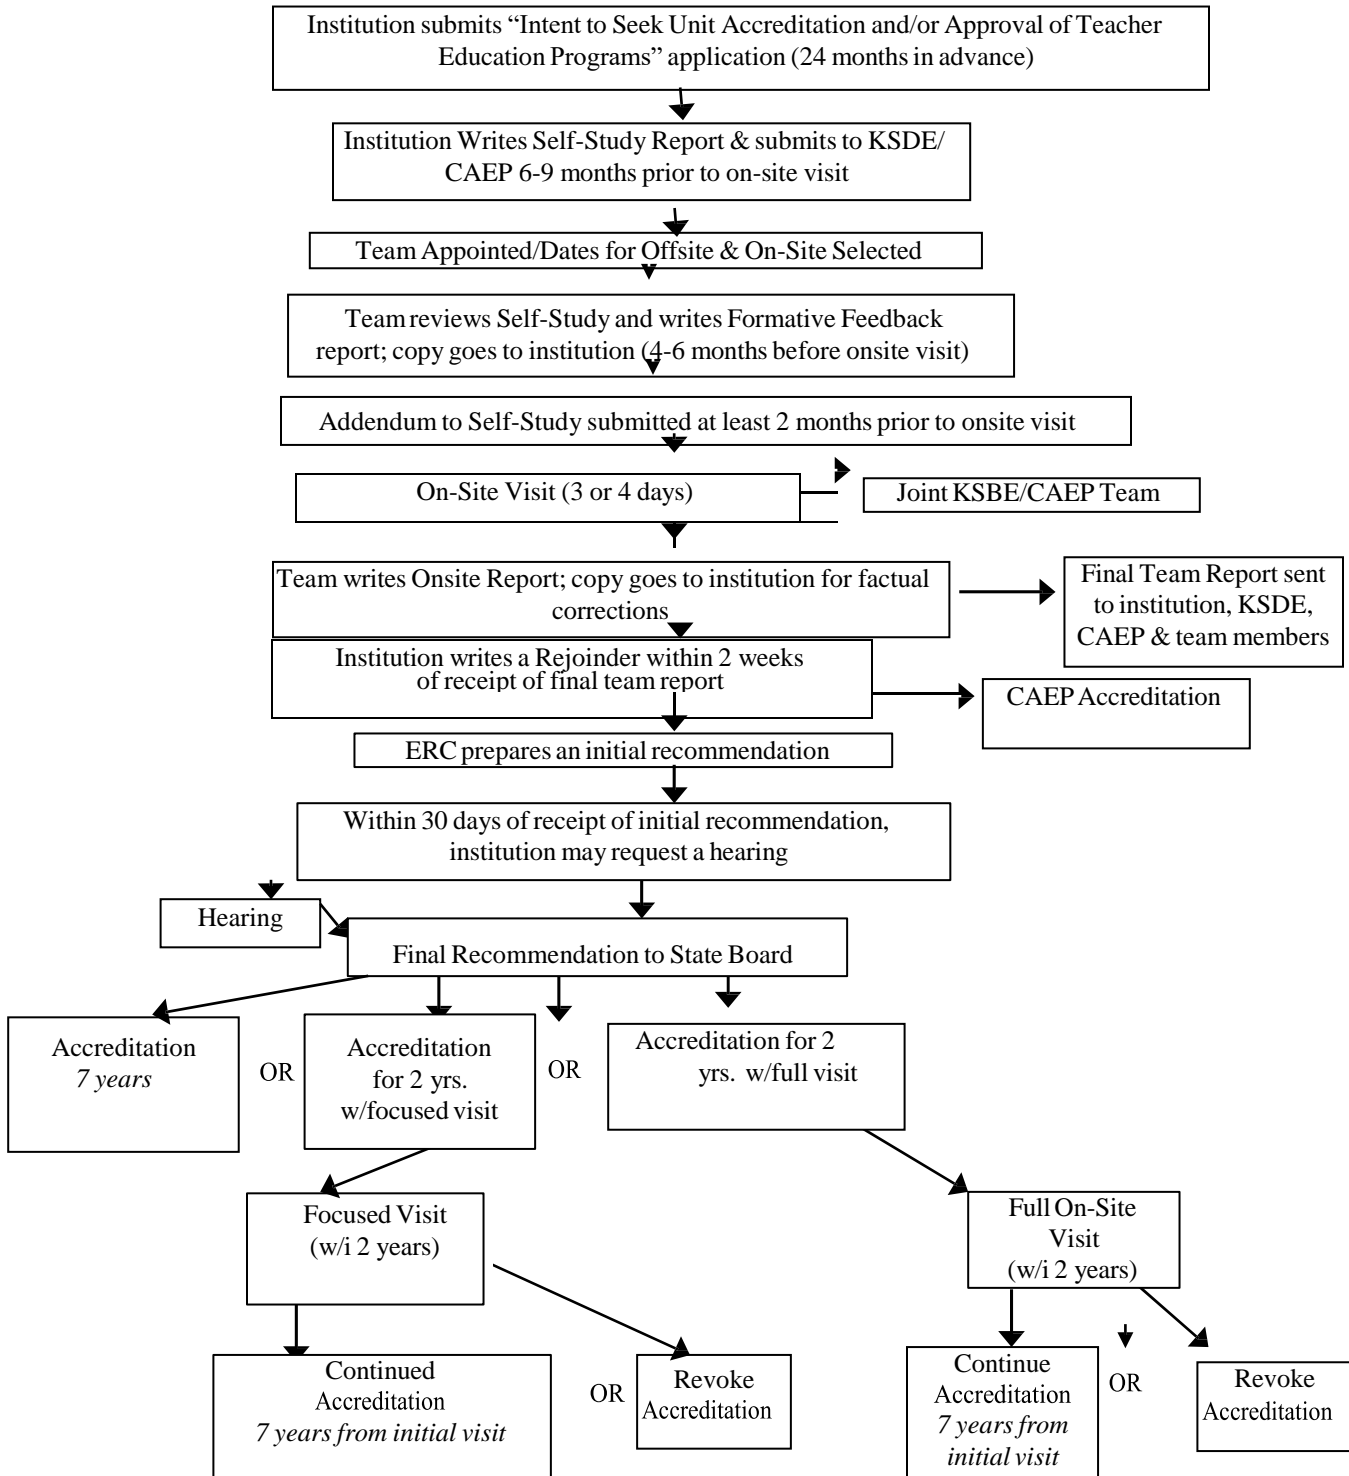 Institution submits “Intent to Seek Unit Accreditation and/or Approval of Teacher
Education Programs” application (24 months in advance)
Institution Writes Self-Study Report & submits to KSDE/
CAEP 6-9 months prior to on-site visit
Team Appointed/Dates for Offsite & On-Site Selected
Team reviews Self-Study and writes Formative Feedback
report; copy goes to institution (4-6 months before onsite visit)
Addendum to Self-Study submitted at least 2 months prior to onsite visit
On-Site Visit (3 or 4 days)
Joint KSBE/CAEP Team
Team writes Onsite Report; copy goes to institution for factual
corrections
Final Team Report sent
to institution, KSDE,
CAEP & team members
Institution writes a Rejoinder within 2 weeks
of receipt of final team report
CAEP Accreditation
ERC prepares an initial recommendation
Within 30 days of receipt of initial recommendation,
institution may request a hearing
Hearing
Final Recommendation to State Board
Accreditation
7 years
OR
Accreditation
for 2 yrs.
w/focused visit
OR
Accreditation for 2
yrs. w/full visit
Focused Visit
(w/i 2 years)
Full On-Site
Visit
(w/i 2 years)
Continued
Accreditation
7 years from initial visit
OR
Revoke
Accreditation
Continue
Accreditation
7 years from
initial visit
OR
Revoke
Accreditation